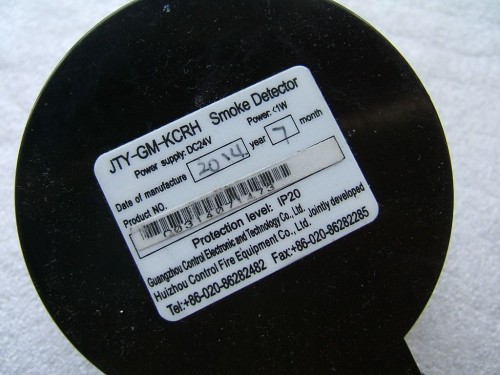 JTY-GM-KCRH Smoke Detector
Power supply: DC24V Power: <1W
Date of manufacture 2014 year 7 month
Product NO.
Protection level: IP20
Guangzhou Control Electronic and Technology Co., Ltd.
Huizhou Control Fire Equipment Co., Ltd. Jointly developed
Tel:+86-020-86282482 Fax:+86-020-86282285